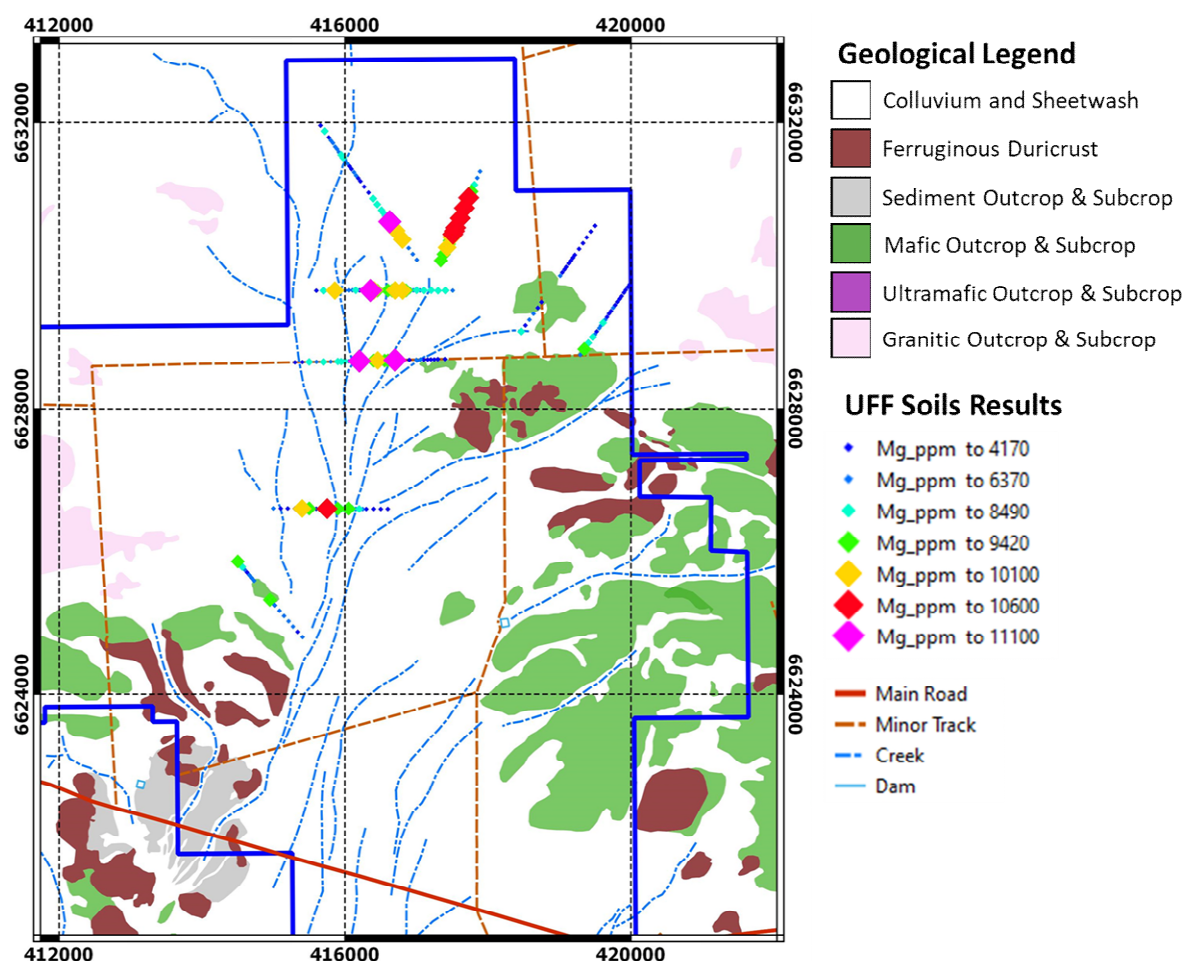 412000 416000 420000
6632000 6632000
6628000 6628000
6624000 6624000
412000 416000 420000
Geological Legend
Colluvium and Sheetwash
Ferruginous Duricrust
Sediment Outcrop & Subcrop
Mafic Outcrop & Subcrop
Ultramafic Outcrop & Subcrop
Granitic Outcrop & Subcrop
UFF Soils Results
Mg_ppm to 4170
Mg_ppm to 6370
Mg_ppm to 8490
Mg_ppm to 9420
Mg_ppm to 10100
Mg_ppm to 10600
Mg_ppm to 11100
Main Road
Minor Track
Creek
Dam